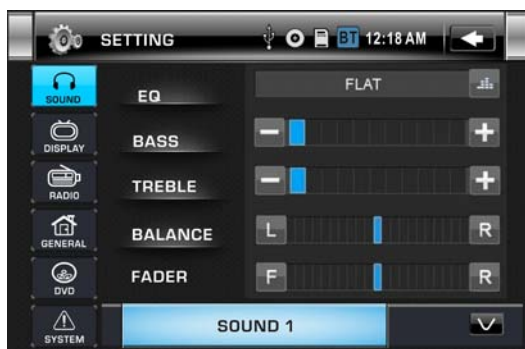 SETTING BT 12:18 AM
SOUND
EQ FLAT
DISPLAY
BASS
RADIO
TREBLE
GENERAL
BALANCE L R
DVD
FADER F R
SYSTEM
SOUND 1